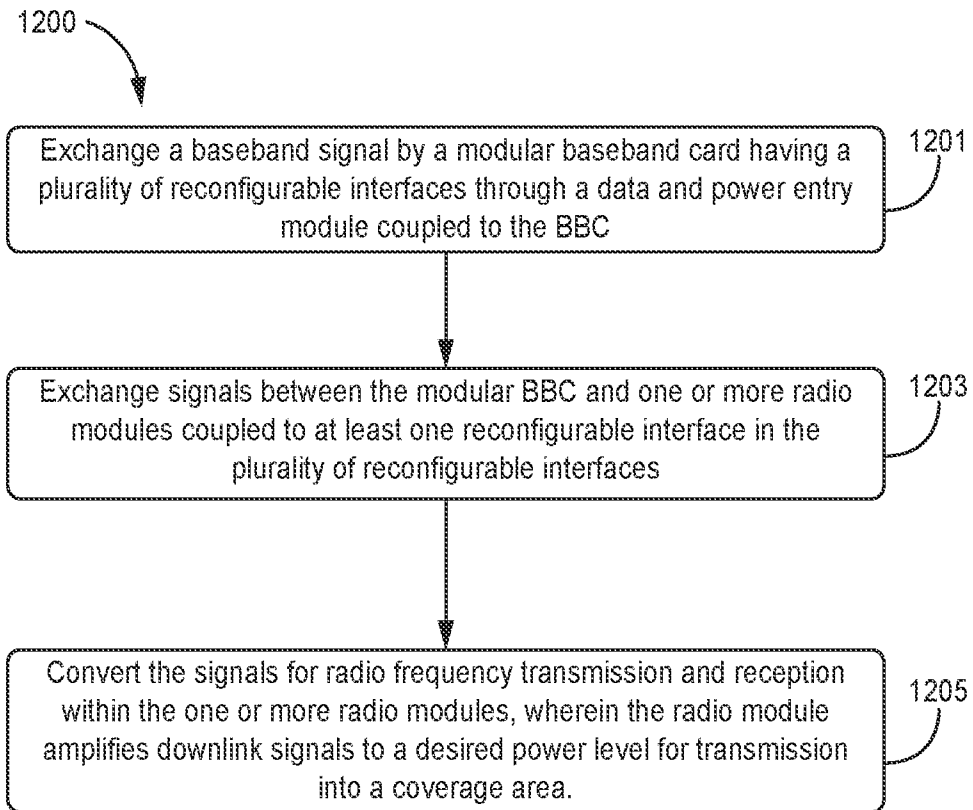 1200
Exchange a baseband signal by a modular baseband card having a
plurality of reconfigurable interfaces through a data and power entry
module coupled to the BBC
1201
Exchange signals between the modular BBC and one or more radio
modules coupled to at least one reconfigurable interface in the
plurality of reconfigurable interfaces
1203
Convert the signals for radio frequency transmission and reception
within the one or more radio modules, wherein the radio module
amplifies downlink signals to a desired power level for transmission
into a coverage area.
1205